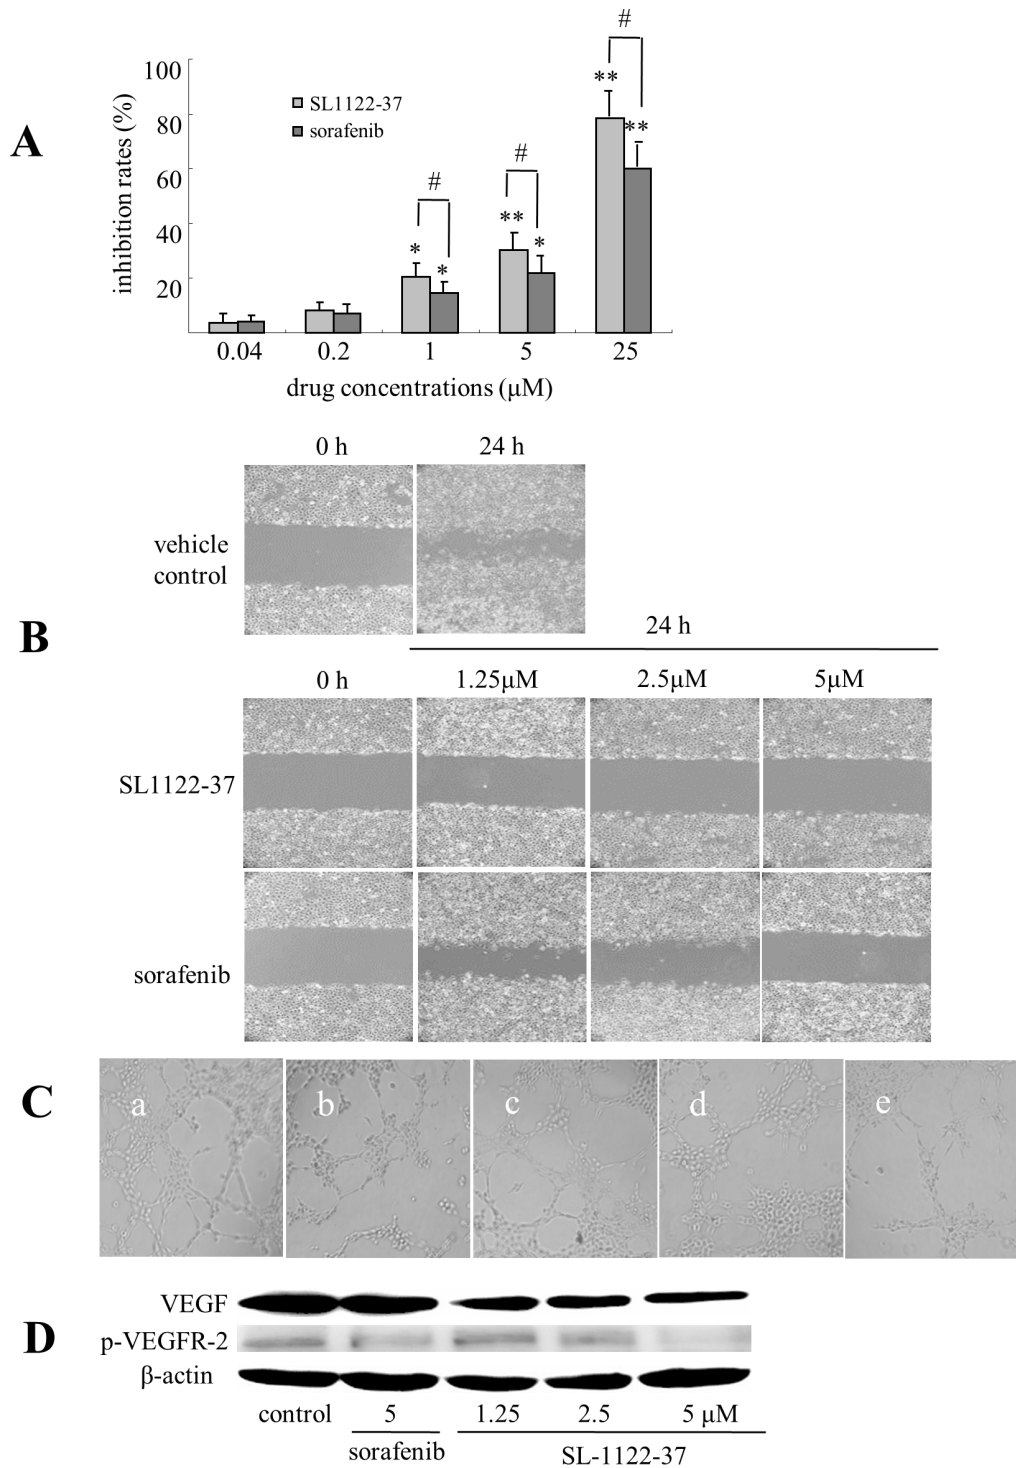 A
inhibition rates (%)
100
80
60
40
20
SL1122-37
sorafenib
#
#
#
*
*
**
*
**
**
0.04 0.2 1 5 25
drug concentrations (μM)
B
0 h 24 h
vehicle
control
24 h
0 h 1.25μM 2.5μM 5μM
SL1122-37
sorafenib
C
a b c d e
D
VEGF
p-VEGFR-2
β-actin
control 5 1.25 2.5 5 μM
sorafenib SL-1122-37